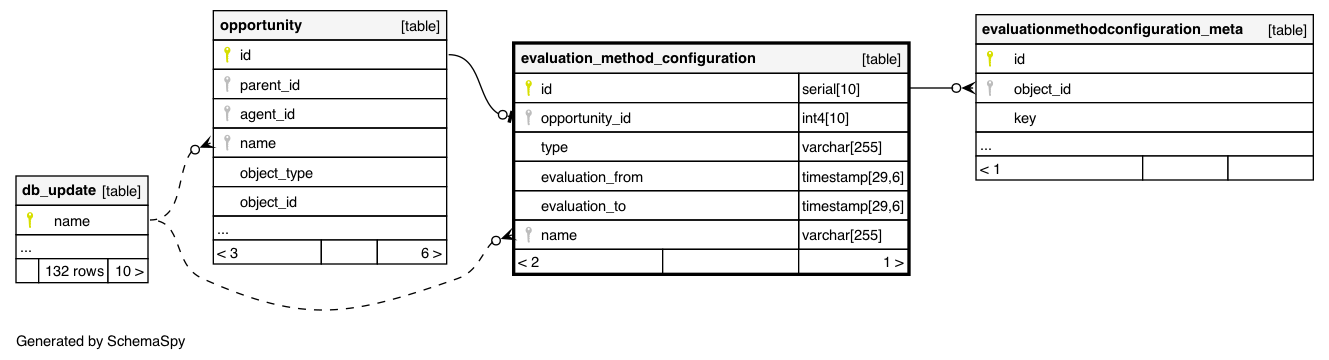 db_update [table]
name
...
132 rows 10 >
opportunity [table]
id
parent_id
agent_id
name
object_type
object_id
...
< 3 6 >
evaluation_method_configuration [table]
id serial[10]
opportunity_id int4[10]
type varchar[255]
evaluation_from timestamp[29,6]
evaluation_to timestamp[29,6]
name varchar[255]
< 2 1 >
evaluationmethodconfiguration_meta [table]
id
object_id
key
...
< 1
Generated by SchemaSpy